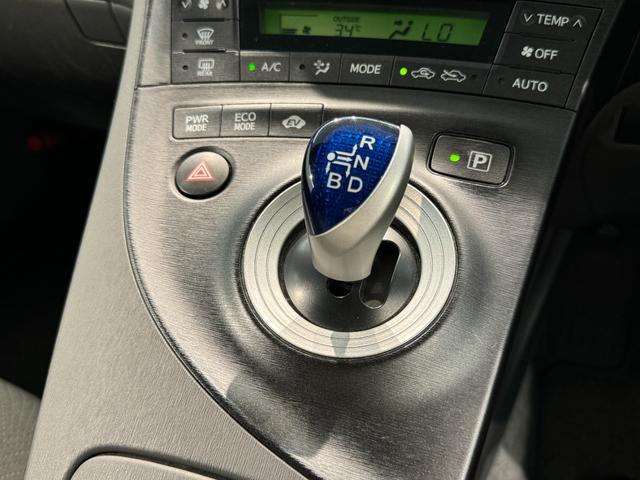 OUTSIDE
34°C LO
TEMP
FRONT
OFF
REAR
A/C
MODE
AUTO
PWR
MODE
ECO
MODE
EV
P
R
N
B D